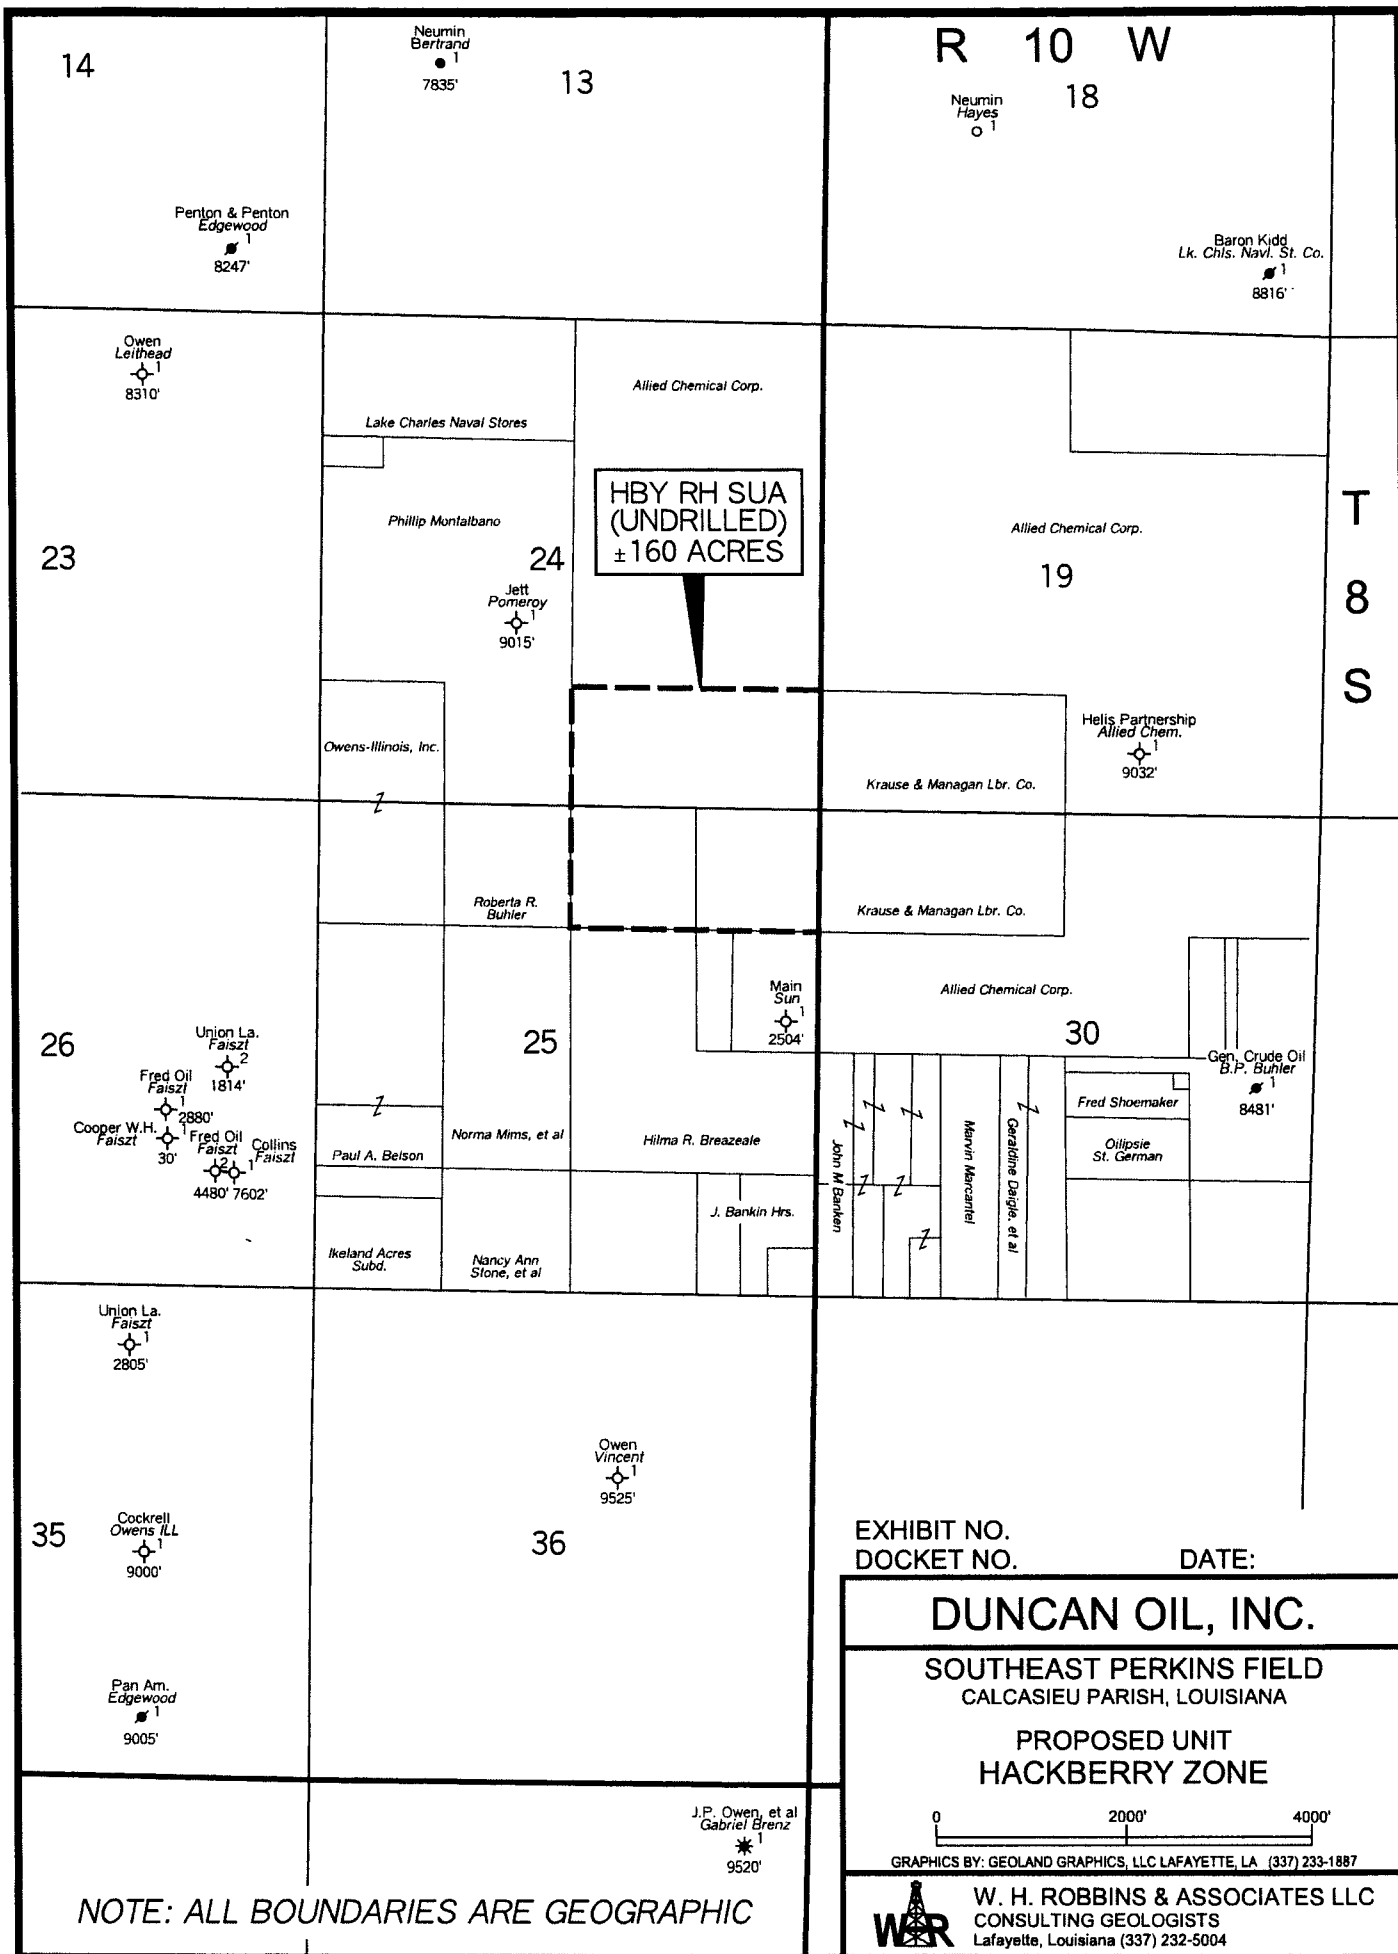 R 10 W
14
Neumin
Bertrand
1
7835'
13
Neumin
Hayes
1
18
Penton & Penton
Edgewood
1
8247'
Baron Kidd
Lk. Chls. Navl. St. Co.
1
8816'
Owen
Leithead
1
8310'
Allied Chemical Corp.
Lake Charles Naval Stores
HBY RH SUA
(UNDRILLED)
±160 ACRES
T
8
S
Phillip Montalbano
Allied Chemical Corp.
23
24
19
Jett
Pomeroy
1
9015'
Owens-Illinois, Inc.
Helis Partnership
Allied Chem.
1
9032'
Krause & Managan Lbr. Co.
Roberta R.
Buhler
Krause & Managan Lbr. Co.
Main
Sun
1
2504'
Allied Chemical Corp.
26
25
30
Union La.
Faiszt
2
1814'
Fred Oil
Faiszt
1
2880'
Cooper W.H.
Faiszt
1
30'
Fred Oil
Faiszt
2
4480'
Collins
Faiszt
1
7602'
Gen. Crude Oil
B.P. Buhler
1
8481'
Fred Shoemaker
Norma Mims, et al
Hilma R. Breazeale
Paul A. Belson
Oilipsie
St. German
John M Banken
Marvin Marcantel
Geraldine Daigle, et al
J. Bankin Hrs.
Ikeland Acres
Subd.
Nancy Ann
Stone, et al
Union La.
Faiszt
1
2805'
Owen
Vincent
1
9525'
35
Cockrell
Owens ILL
1
9000'
36
Pan Am.
Edgewood
1
9005'
J.P. Owen, et al
Gabriel Brenz
1
9520'
NOTE: ALL BOUNDARIES ARE GEOGRAPHIC
EXHIBIT NO.
DOCKET NO. DATE:
DUNCAN OIL, INC.
SOUTHEAST PERKINS FIELD
CALCASIEU PARISH, LOUISIANA
PROPOSED UNIT
HACKBERRY ZONE
0 2000' 4000'
GRAPHICS BY: GEOLAND GRAPHICS, LLC LAFAYETTE, LA (337) 233-1887
WR
W. H. ROBBINS & ASSOCIATES LLC
CONSULTING GEOLOGISTS
Lafayette, Louisiana (337) 232-5004